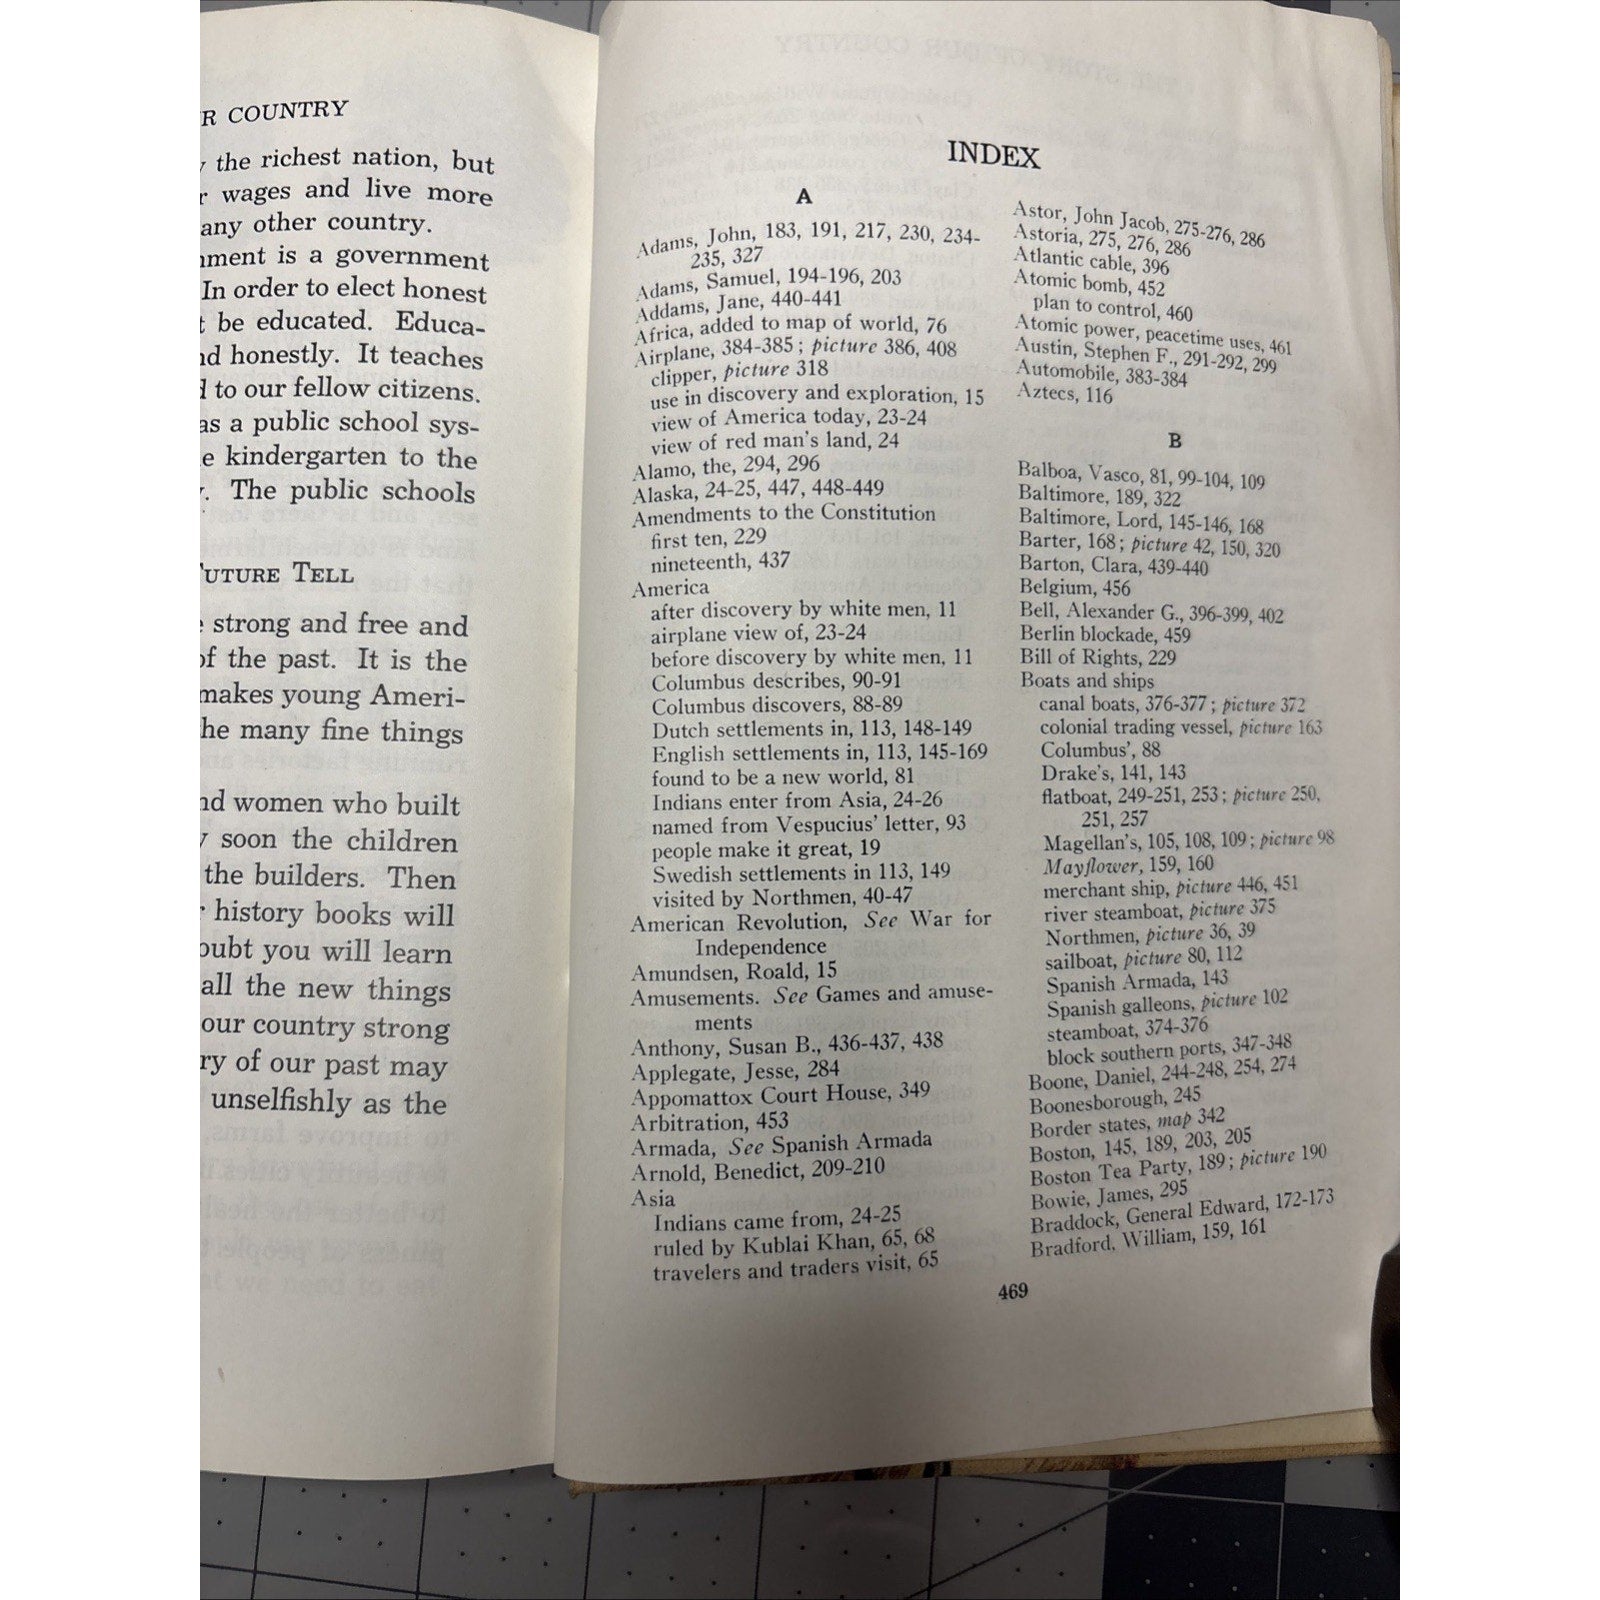 R COUNTRY
the richest nation, but
wages and live more
any other country.
nment is a government
In order to elect honest
t be educated. Educa-
nd honestly. It teaches
d to our fellow citizens.
as a public school sys-
e kindergarten to the
The public schools
FUTURE TELL
strong and free and
of the past. It is the
makes young Ameri-
he many fine things
nd women who built
soon the children
the builders. Then
history books will
oubt you will learn
all the new things
our country strong
ry of our past may
unselfishly as the
INDEX
A
Adams, John, 183, 191, 217, 230, 234-
235, 327
Adams, Samuel, 194-196, 203
Addams, Jane, 440-441
Africa, added to map of world, 76
Airplane, 384-385; picture 386, 408
clipper, picture 318
use in discovery and exploration, 15
view of America today, 23-24
view of red man's land, 24
Alamo, the, 294, 296
Alaska, 24-25, 447, 448-449
Amendments to the Constitution
first ten, 229
nineteenth, 437
America
after discovery by white men, 11
airplane view of, 23-24
before discovery by white men, 11
Columbus describes, 90-91
Columbus discovers, 88-89
Dutch settlements in, 113, 148-149
English settlements in, 113, 145-169
found to be a new world, 81
Indians enter from Asia, 24-26
named from Vespucius' letter, 93
people make it great, 19
Swedish settlements in 113, 149
visited by Northmen, 40-47
American Revolution, See War for
Independence
Amundsen, Roald, 15
Amusements. See Games and amuse-
ments
Anthony, Susan B., 436-437, 438
Applegate, Jesse, 284
Appomattox Court House, 349
Arbitration, 453
Armada, See Spanish Armada
Arnold, Benedict, 209-210
Asia
Indians came from, 24-25
ruled by Kublai Khan, 65, 68
travelers and traders visit, 65
Astor, John Jacob, 275-276, 286
Astoria, 275, 276, 286
Atlantic cable, 396
Atomic bomb, 452
plan to control, 460
Atomic power, peacetime uses, 461
Austin, Stephen F., 291-292, 299
Automobile, 383-384
Aztecs, 116
B
Balboa, Vasco, 81, 99-104, 109
Baltimore, 189, 322
Baltimore, Lord, 145-146, 168
Barter, 168; picture 42, 150, 320
Barton, Clara, 439-440
Belgium, 456
Bell, Alexander G., 396-399, 402
Berlin blockade, 459
Bill of Rights, 229
Boats and ships
canal boats, 376-377; picture 372
colonial trading vessel, picture 163
Columbus', 88
Drake's, 141, 143
flatboat, 249-251, 253; picture 250,
251, 257
Magellan's, 105, 108, 109; picture 98
Mayflower, 159, 160
merchant ship, picture 446, 451
river steamboat, picture 375
Northmen, picture 36, 39
sailboat, picture 80, 112
Spanish Armada, 143
Spanish galleons, picture 102
steamboat, 374-376
block southern ports, 347-348
Boone, Daniel, 244-248, 254, 274
Boonesborough, 245
Border states, map 342
Boston, 145, 189, 203, 205
Boston Tea Party, 189; picture 190
Bowie, James, 295
Braddock, General Edward, 172-173
Bradford, William, 159, 161
469